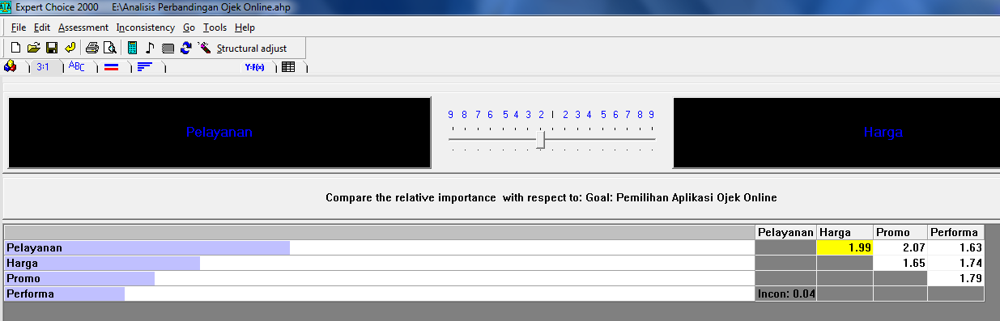 Expert Choice 2000 E:\Analisis Perbandingan Ojek Online.ahp
File Edit Assessment Inconsistency Go Tools Help
Structural adjust
3:1 ABC Y=f(x)
9 8 7 6 5 4 3 2 1 2 3 4 5 6 7 8 9
Pelayanan Harga
Compare the relative importance with respect to: Goal: Pemilihan Aplikasi Ojek Online
Pelayanan Harga Promo Performa
Pelayanan 1.99 2.07 1.63
Harga 1.65 1.74
Promo 1.79
Performa Incon: 0.04